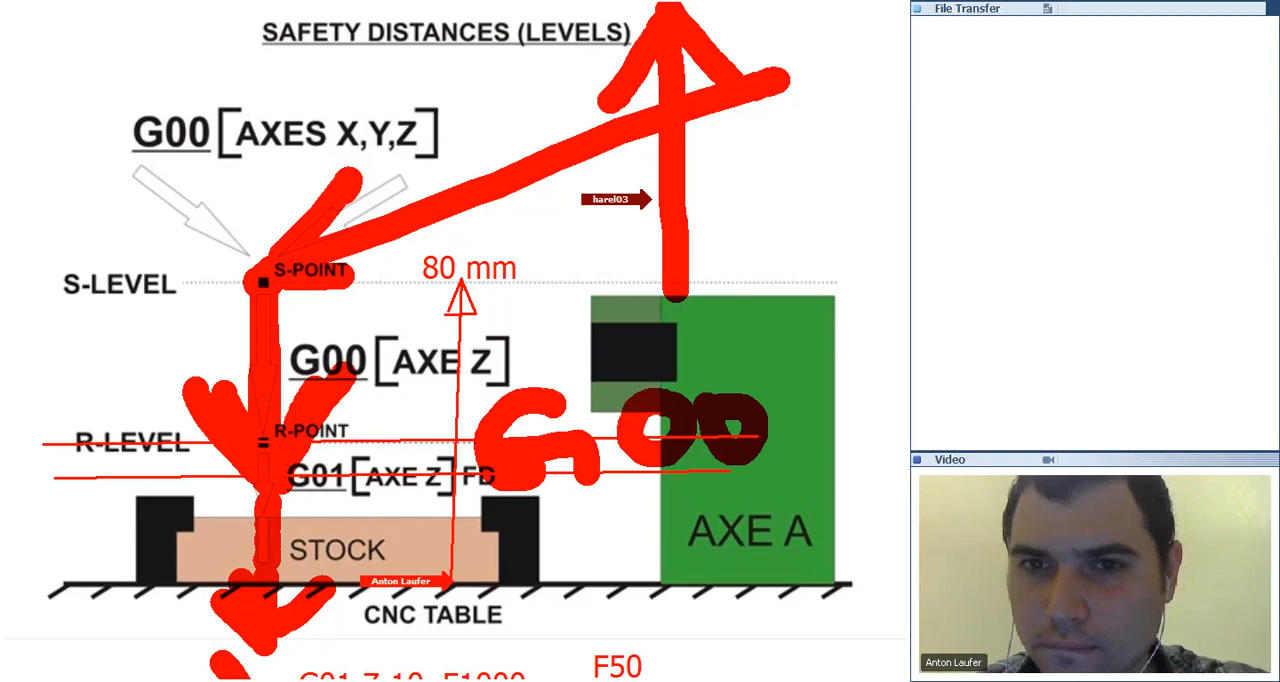 File Transfer
SAFETY DISTANCES (LEVELS)
G00[AXES X,Y,Z]
harel03
S-LEVEL
S-POINT
80 mm
G00[AXE Z]
G00
R-LEVEL
R-POINT
Video
G01[AXE Z] FD
AXE A
STOCK
Anton Laufer
CNC TABLE
Anton Laufer
F50